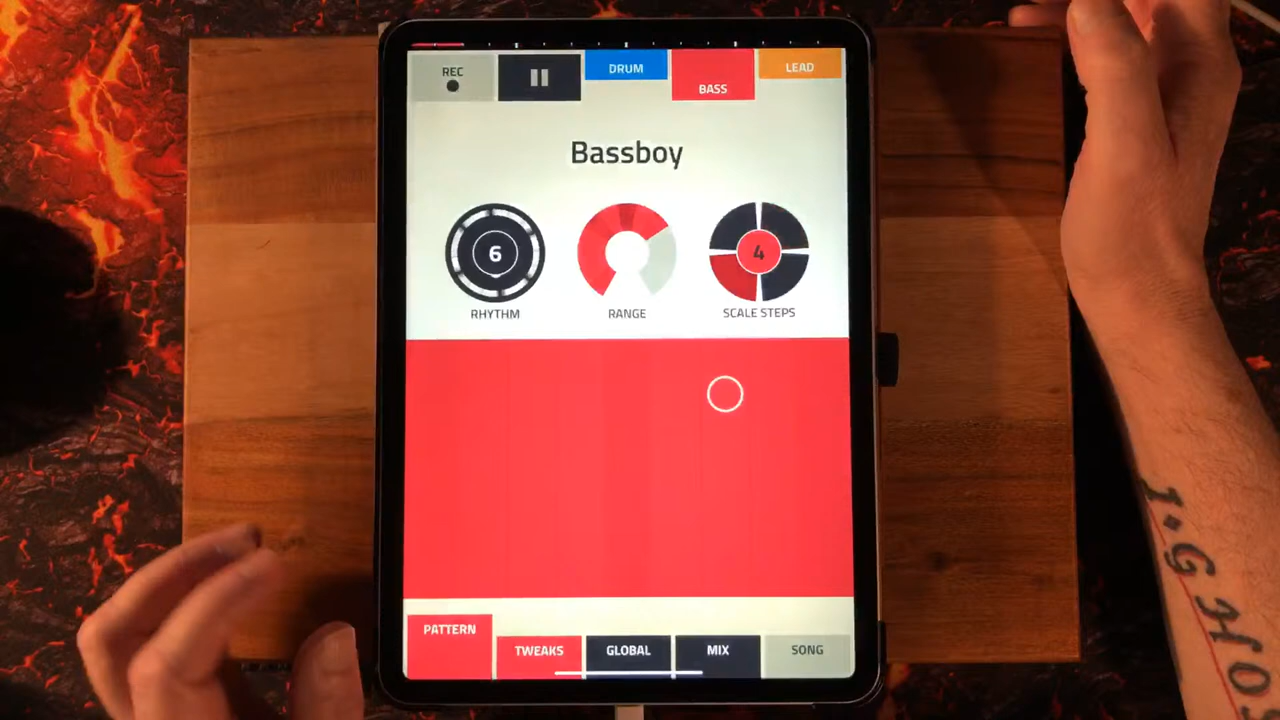 REC
DRUM
BASS
LEAD
Bassboy
6
4
RHYTHM
RANGE
SCALE STEPS
PATTERN
TWEAKS
GLOBAL
MIX
SONG